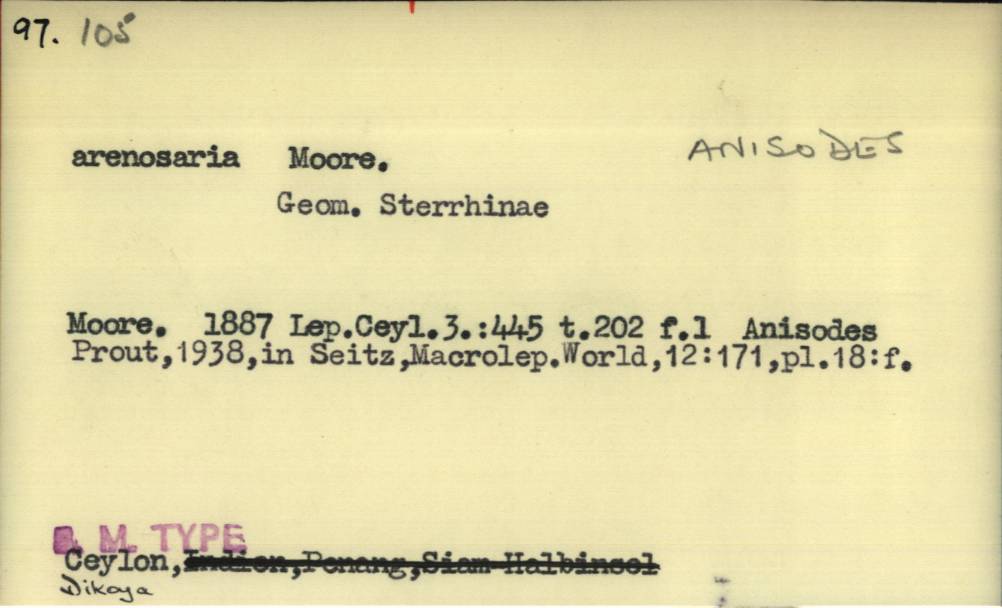 97. 105
arenosaria Moore. ANISODES
Geom. Sterrhinae
Moore. 1887 Lep.Ceyl.3.:445 t.202 f.1 Anisodes
Prout,1938,in Seitz,Macrolep.World,12:171,pl.18:f.
B. M. TYPE
Ceylon,Indien,Penang,Siam Halbinsel
Dikoya